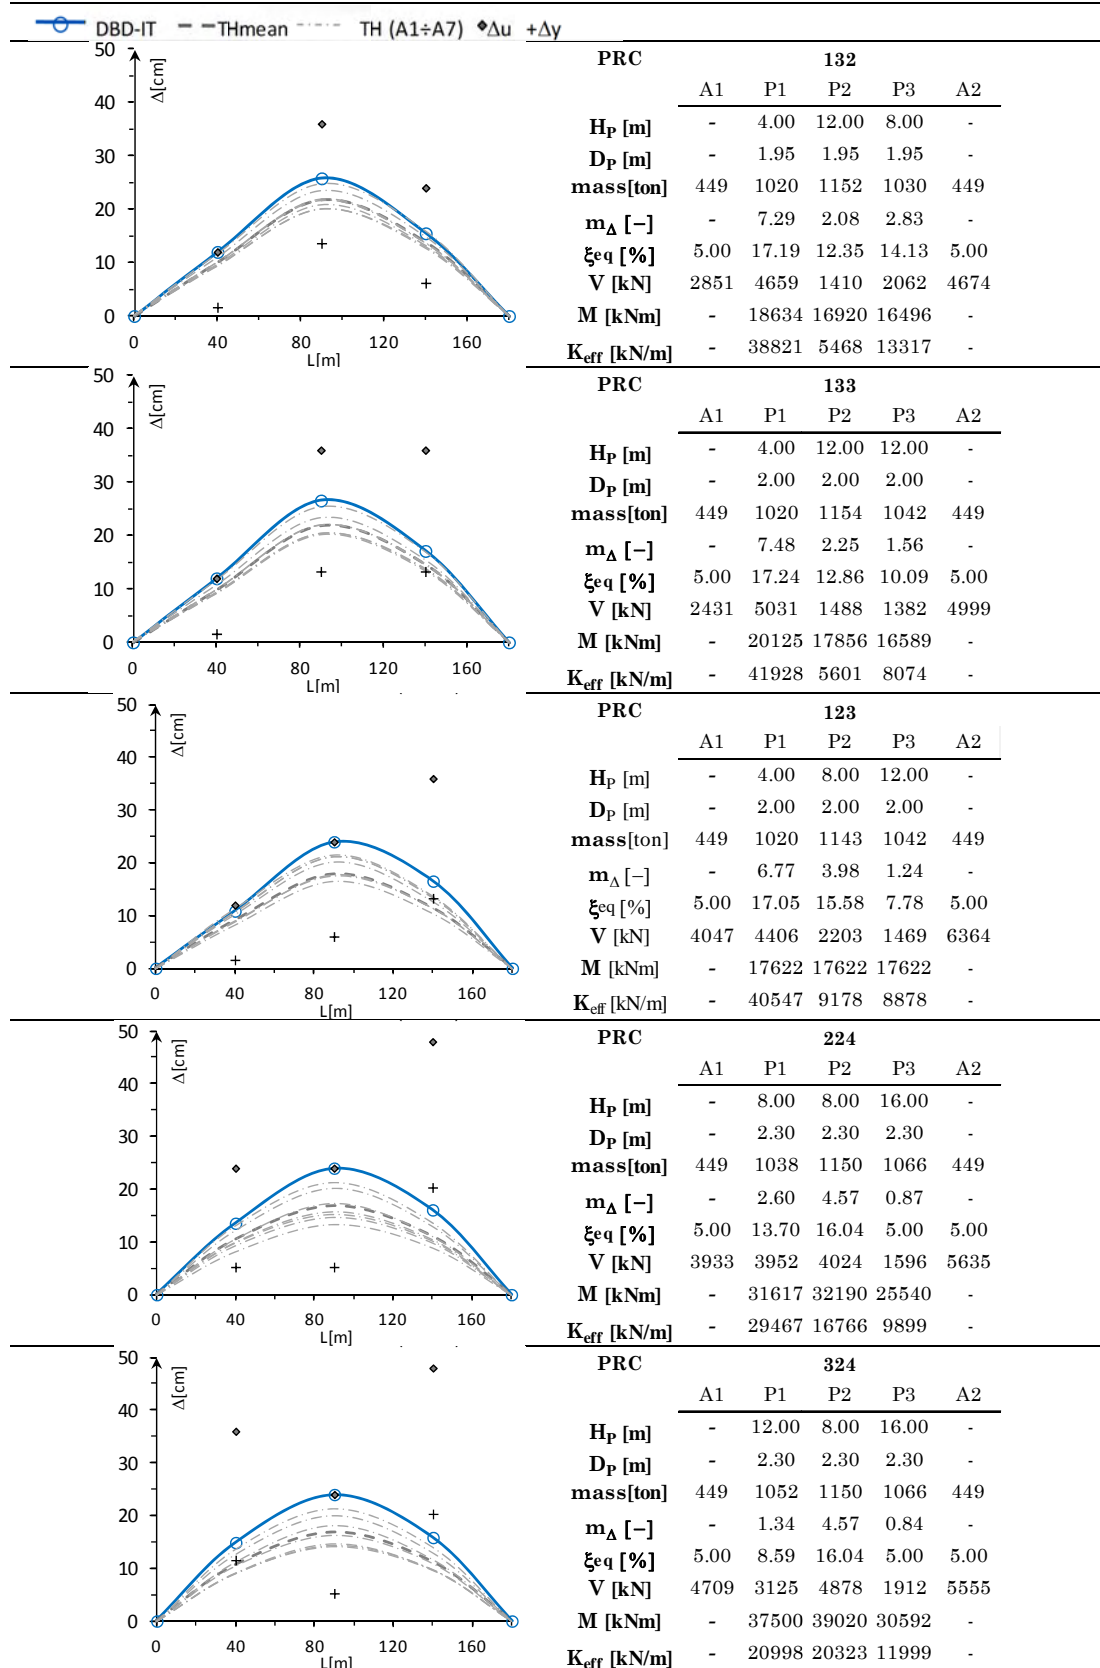 DBD-IT THmean TH (A1÷A7) Δu +Δy
50
40
30
20
10
0
Δ[cm]
0 40 80 120 160
L[m]
PRC 132
A1 P1 P2 P3 A2
HP [m] - 4.00 12.00 8.00 -
DP [m] - 1.95 1.95 1.95 -
mass[ton] 449 1020 1152 1030 449
mΔ [–] - 7.29 2.08 2.83 -
ξeq [%] 5.00 17.19 12.35 14.13 5.00
V [kN] 2851 4659 1410 2062 4674
M [kNm] - 18634 16920 16496 -
Keff [kN/m] - 38821 5468 13317 -
50
40
30
20
10
0
Δ[cm]
0 40 80 120 160
L[m]
PRC 133
A1 P1 P2 P3 A2
HP [m] - 4.00 12.00 12.00 -
DP [m] - 2.00 2.00 2.00 -
mass[ton] 449 1020 1154 1042 449
mΔ [–] - 7.48 2.25 1.56 -
ξeq [%] 5.00 17.24 12.86 10.09 5.00
V [kN] 2431 5031 1488 1382 4999
M [kNm] - 20125 17856 16589 -
Keff [kN/m] - 41928 5601 8074 -
50
40
30
20
10
0
Δ[cm]
0 40 80 120 160
L[m]
PRC 123
A1 P1 P2 P3 A2
HP [m] - 4.00 8.00 12.00 -
DP [m] - 2.00 2.00 2.00 -
mass[ton] 449 1020 1143 1042 449
mΔ [–] - 6.77 3.98 1.24 -
ξeq [%] 5.00 17.05 15.58 7.78 5.00
V [kN] 4047 4406 2203 1469 6364
M [kNm] - 17622 17622 17622 -
Keff [kN/m] - 40547 9178 8878 -
50
40
30
20
10
0
Δ[cm]
0 40 80 120 160
L[m]
PRC 224
A1 P1 P2 P3 A2
HP [m] - 8.00 8.00 16.00 -
DP [m] - 2.30 2.30 2.30 -
mass[ton] 449 1038 1150 1066 449
mΔ [–] - 2.60 4.57 0.87 -
ξeq [%] 5.00 13.70 16.04 5.00 5.00
V [kN] 3933 3952 4024 1596 5635
M [kNm] - 31617 32190 25540 -
Keff [kN/m] - 29467 16766 9899 -
50
40
30
20
10
0
Δ[cm]
0 40 80 120 160
L[m]
PRC 324
A1 P1 P2 P3 A2
HP [m] - 12.00 8.00 16.00 -
DP [m] - 2.30 2.30 2.30 -
mass[ton] 449 1052 1150 1066 449
mΔ [–] - 1.34 4.57 0.84 -
ξeq [%] 5.00 8.59 16.04 5.00 5.00
V [kN] 4709 3125 4878 1912 5555
M [kNm] - 37500 39020 30592 -
Keff [kN/m] - 20998 20323 11999 -